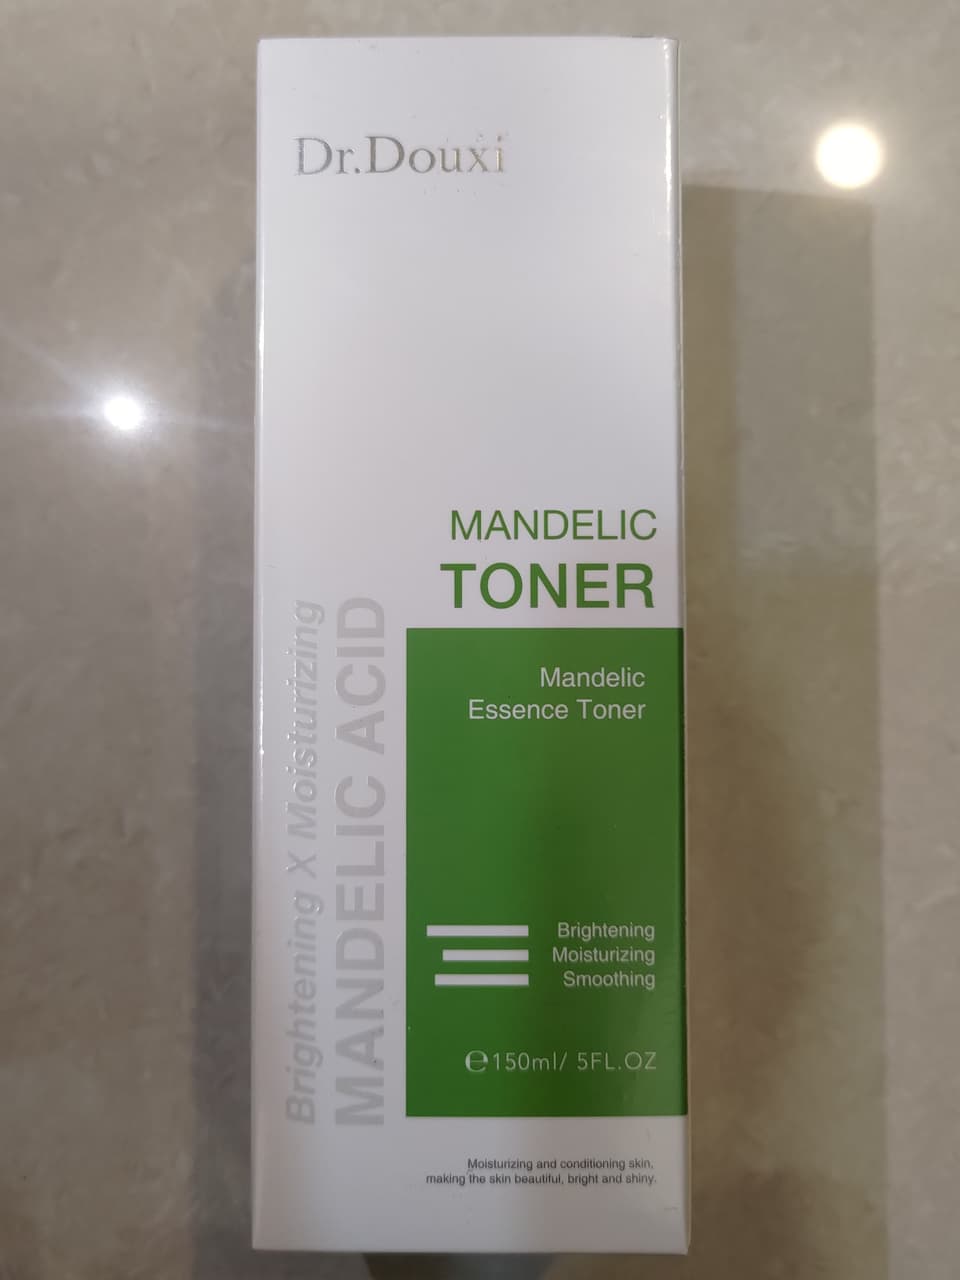 Dr.Douxi
MANDELIC
TONER
Brightening X Moisturizing
MANDELIC ACID
Mandelic
Essence Toner
Brightening
Moisturizing
Smoothing
℮150ml/ 5FL.OZ
Moisturizing and conditioning skin,
making the skin beautiful, bright and shiny.